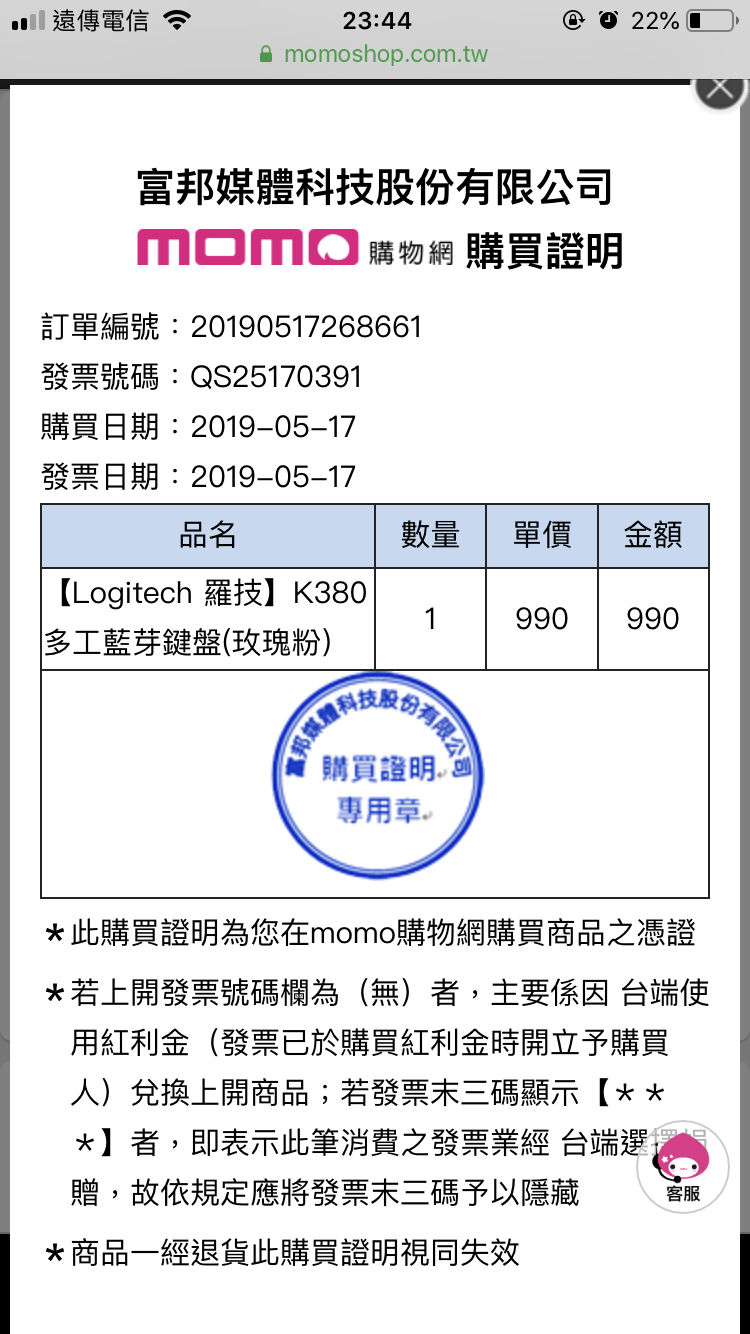 遠傳電信 23:44 22%
momoshop.com.tw
富邦媒體科技股份有限公司
momo 購物網 購買證明
訂單編號：20190517268661
發票號碼：QS25170391
購買日期：2019-05-17
發票日期：2019-05-17
品名 數量 單價 金額
【Logitech 羅技】K380
多工藍芽鍵盤(玫瑰粉) 1 990 990
富邦媒體科技股份有限公司
購買證明
專用章
＊此購買證明為您在momo購物網購買商品之憑證
＊若上開發票號碼欄為（無）者，主要係因 台端使
用紅利金（發票已於購買紅利金時開立予購買
人）兌換上開商品；若發票末三碼顯示【＊＊
＊】者，即表示此筆消費之發票業經 台端選擇捐
贈，故依規定應將發票末三碼予以隱藏
客服
＊商品一經退貨此購買證明視同失效